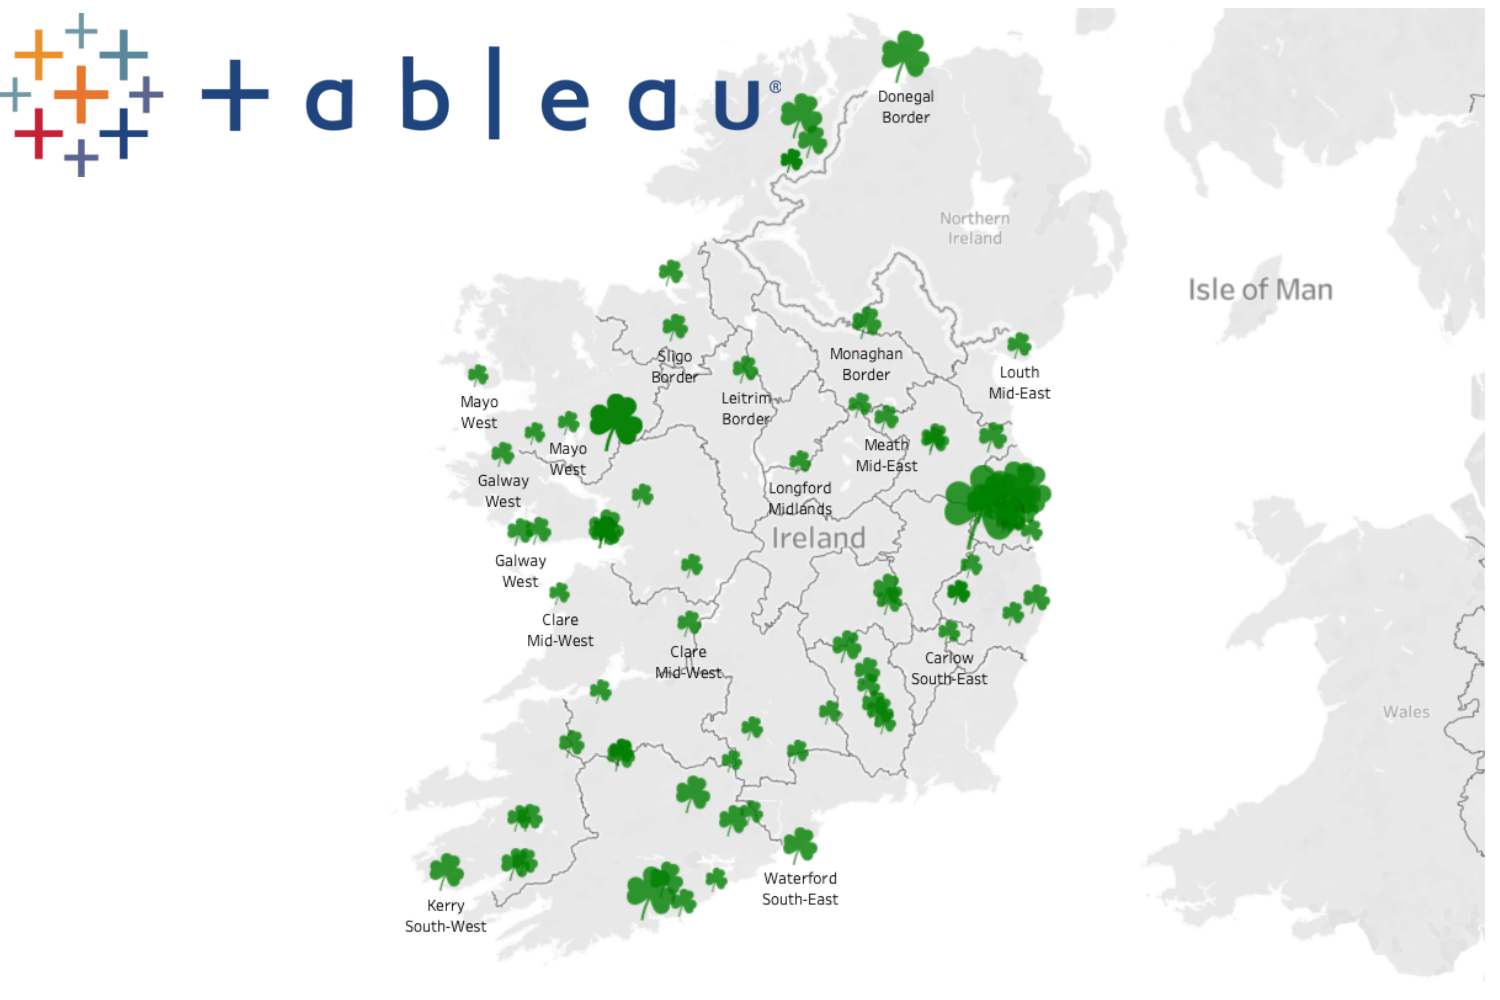 tableau®
Donegal
Border
Northern
Ireland
Isle of Man
Sligo
Border
Monaghan
Border
Louth
Mid-East
Mayo
West
Leitrim
Border
Mayo
West
Meath
Mid-East
Galway
West
Longford
Midlands
Ireland
Galway
West
Clare
Mid-West
Clare
Mid-West
Carlow
South-East
Wales
Waterford
South-East
Kerry
South-West